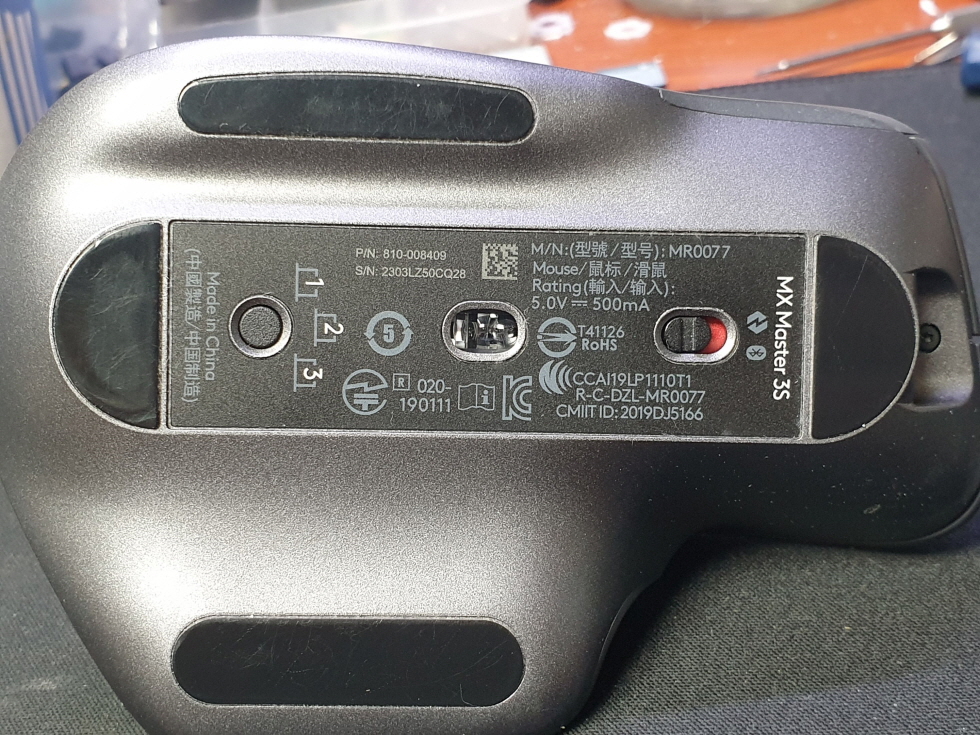 Made in China
(中國製造/中国制造)
1
2
3
P/N: 810-008409
S/N: 2303LZ50CQ28
5
R 020-
190111
M/N:(型號/型号): MR0077
Mouse/鼠标/滑鼠
Rating(輸入/输入):
5.0V⎓500mA
T41126
RoHS
CCAI19LP1110T1
R-C-DZL-MR0077
CMIIT ID: 2019DJ5166
MX Master 3S